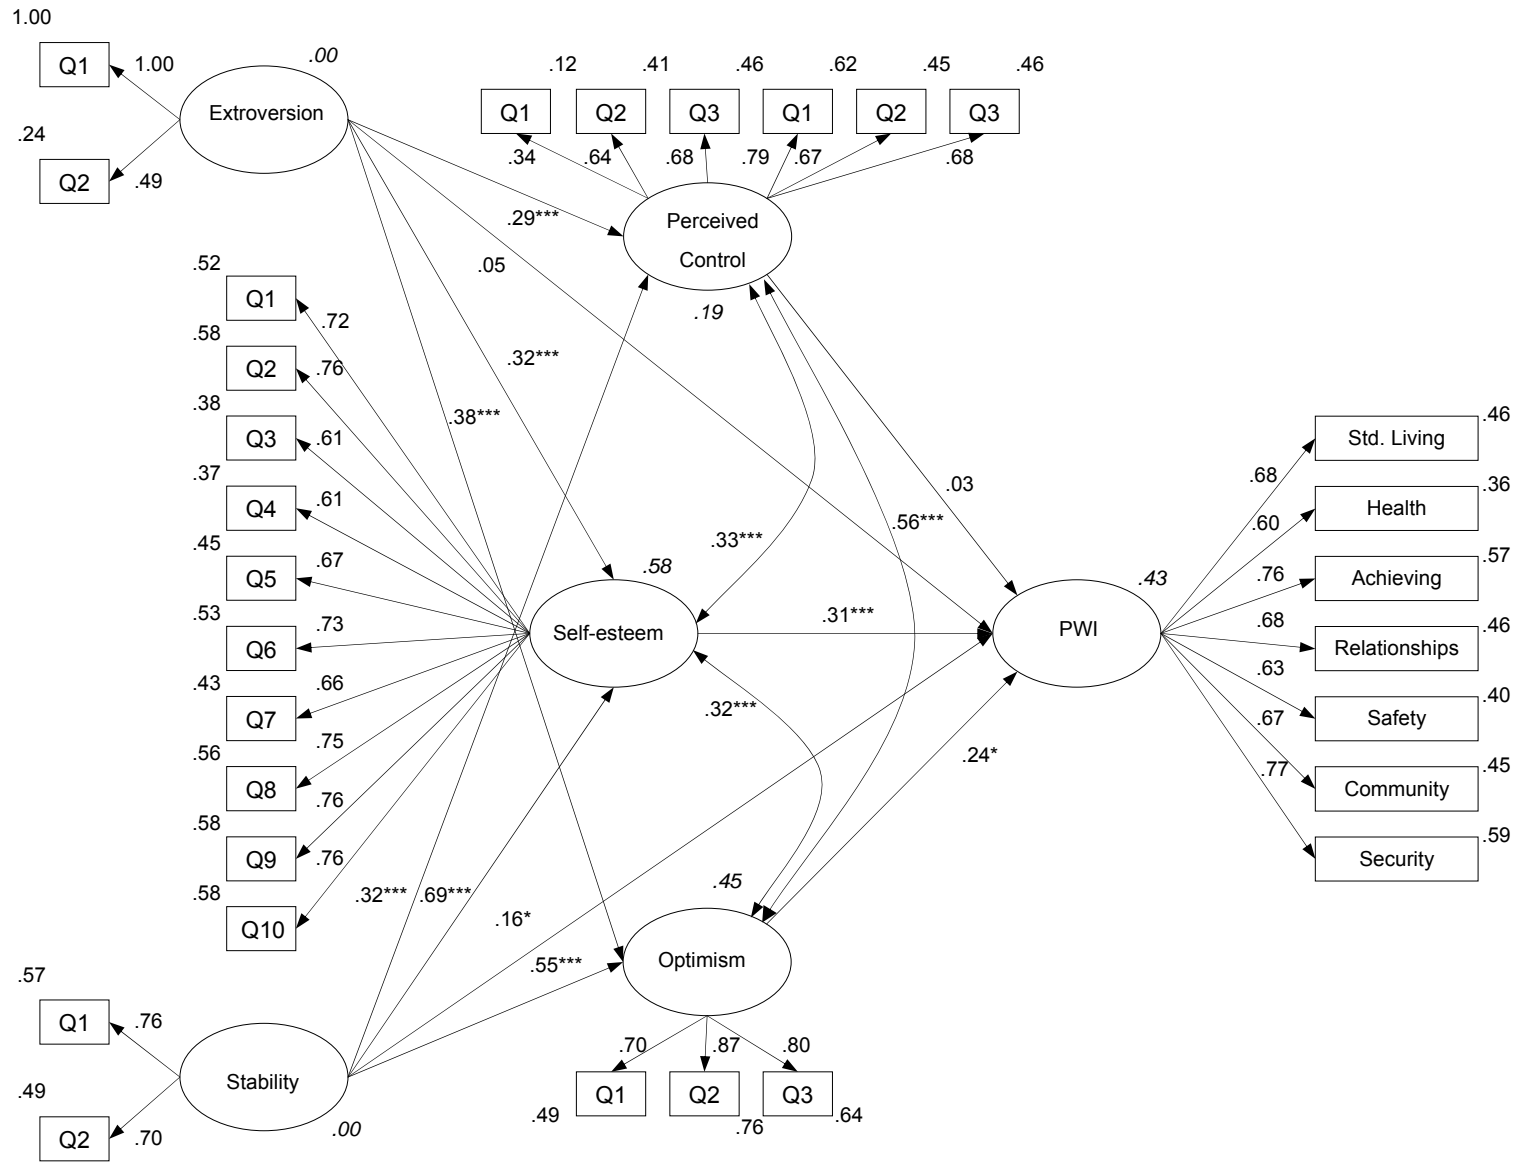 1.00
Q1
1.00
.00
Extroversion
.24
Q2
.49
.12
.41
.46
.62
.45
.46
Q1
Q2
Q3
Q1
Q2
Q3
.34
.64
.68
.79
.67
.68
Perceived
Control
.19
.29***
.05
.32***
.38***
.52
Q1
.72
.58
Q2
.76
.38
Q3
.61
.37
Q4
.61
.45
Q5
.67
.53
Q6
.73
.43
Q7
.66
.56
Q8
.75
.58
Q9
.76
.58
Q10
.76
.58
Self-esteem
.33***
.56***
.03
.31***
.32***
.24*
.43
PWI
.68
Std. Living
.46
.60
Health
.36
.76
Achieving
.57
.68
Relationships
.46
.63
Safety
.40
.67
Community
.45
.77
Security
.59
.32***
.69***
.16*
.55***
.45
Optimism
.70
.87
.80
Q1
Q2
Q3
.49
.76
.64
.57
Q1
.76
Stability
.49
Q2
.70
.00